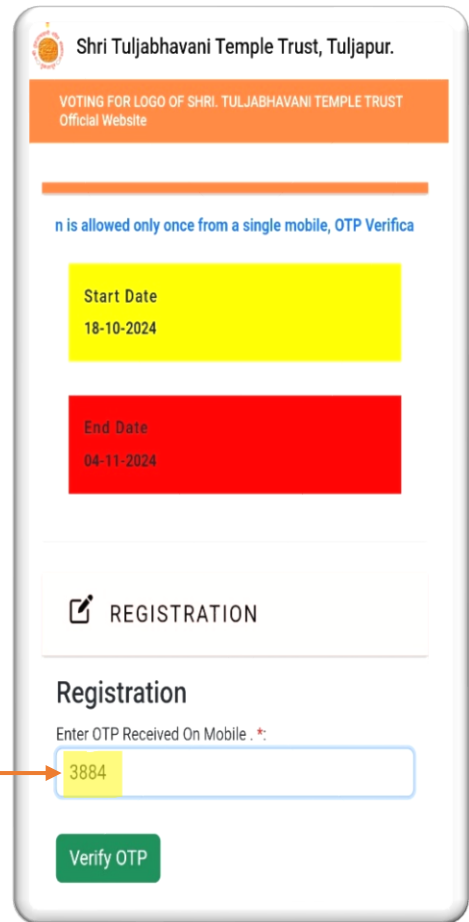 Shri Tuljabhavani Temple Trust, Tuljapur.
VOTING FOR LOGO OF SHRI. TULJABHAVANI TEMPLE TRUST
Official Website
n is allowed only once from a single mobile, OTP Verifica
Start Date
18-10-2024
End Date
04-11-2024
REGISTRATION
Registration
Enter OTP Received On Mobile . *:
3884
Verify OTP